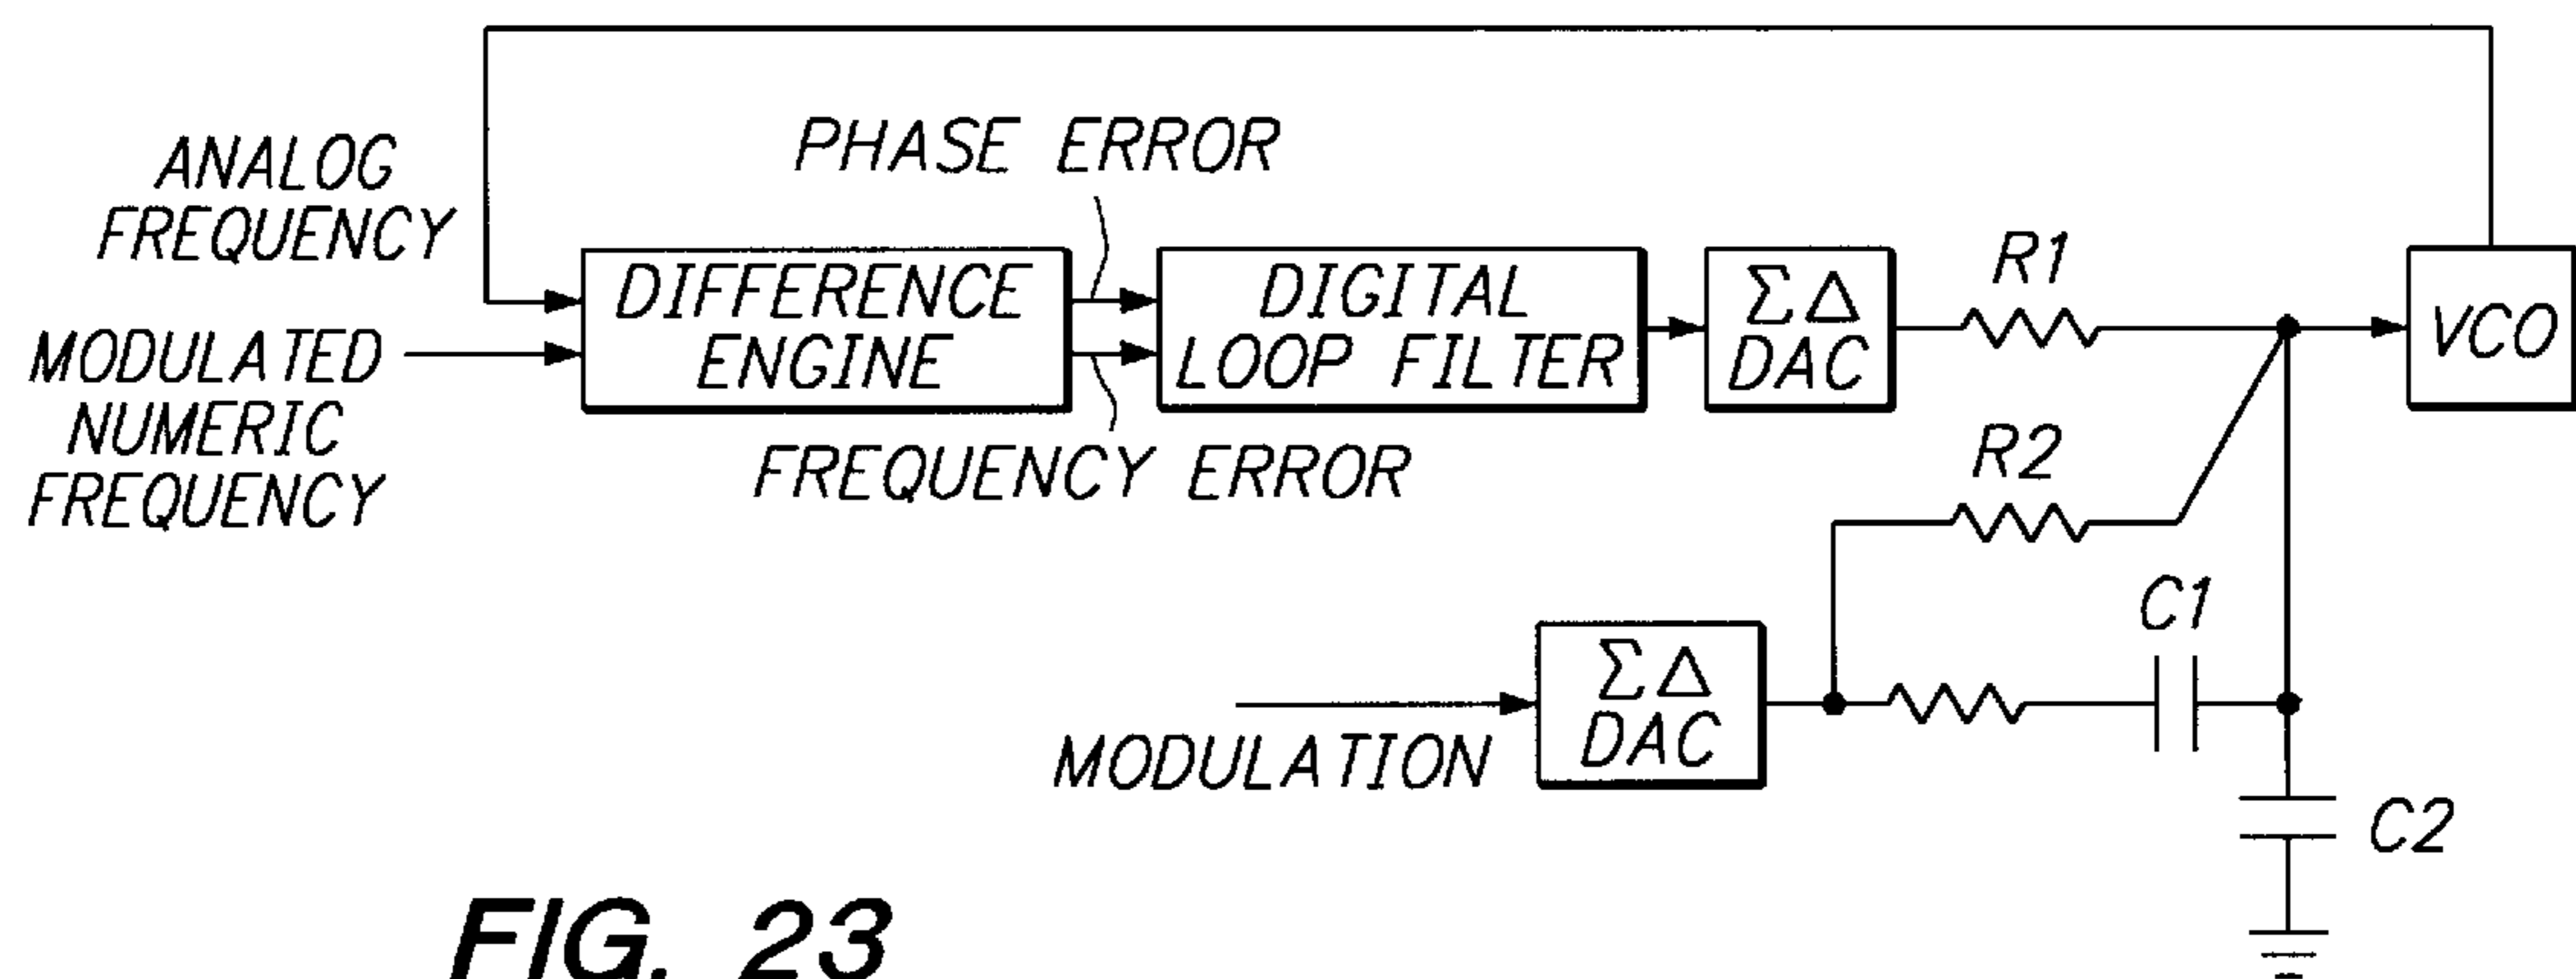 ANALOG
FREQUENCY
MODULATED
NUMERIC
FREQUENCY
DIFFERENCE
ENGINE
PHASE ERROR
FREQUENCY ERROR
DIGITAL
LOOP FILTER
ΣΔ
DAC
R1
VCO
R2
C1
MODULATION
ΣΔ
DAC
C2
FIG. 23